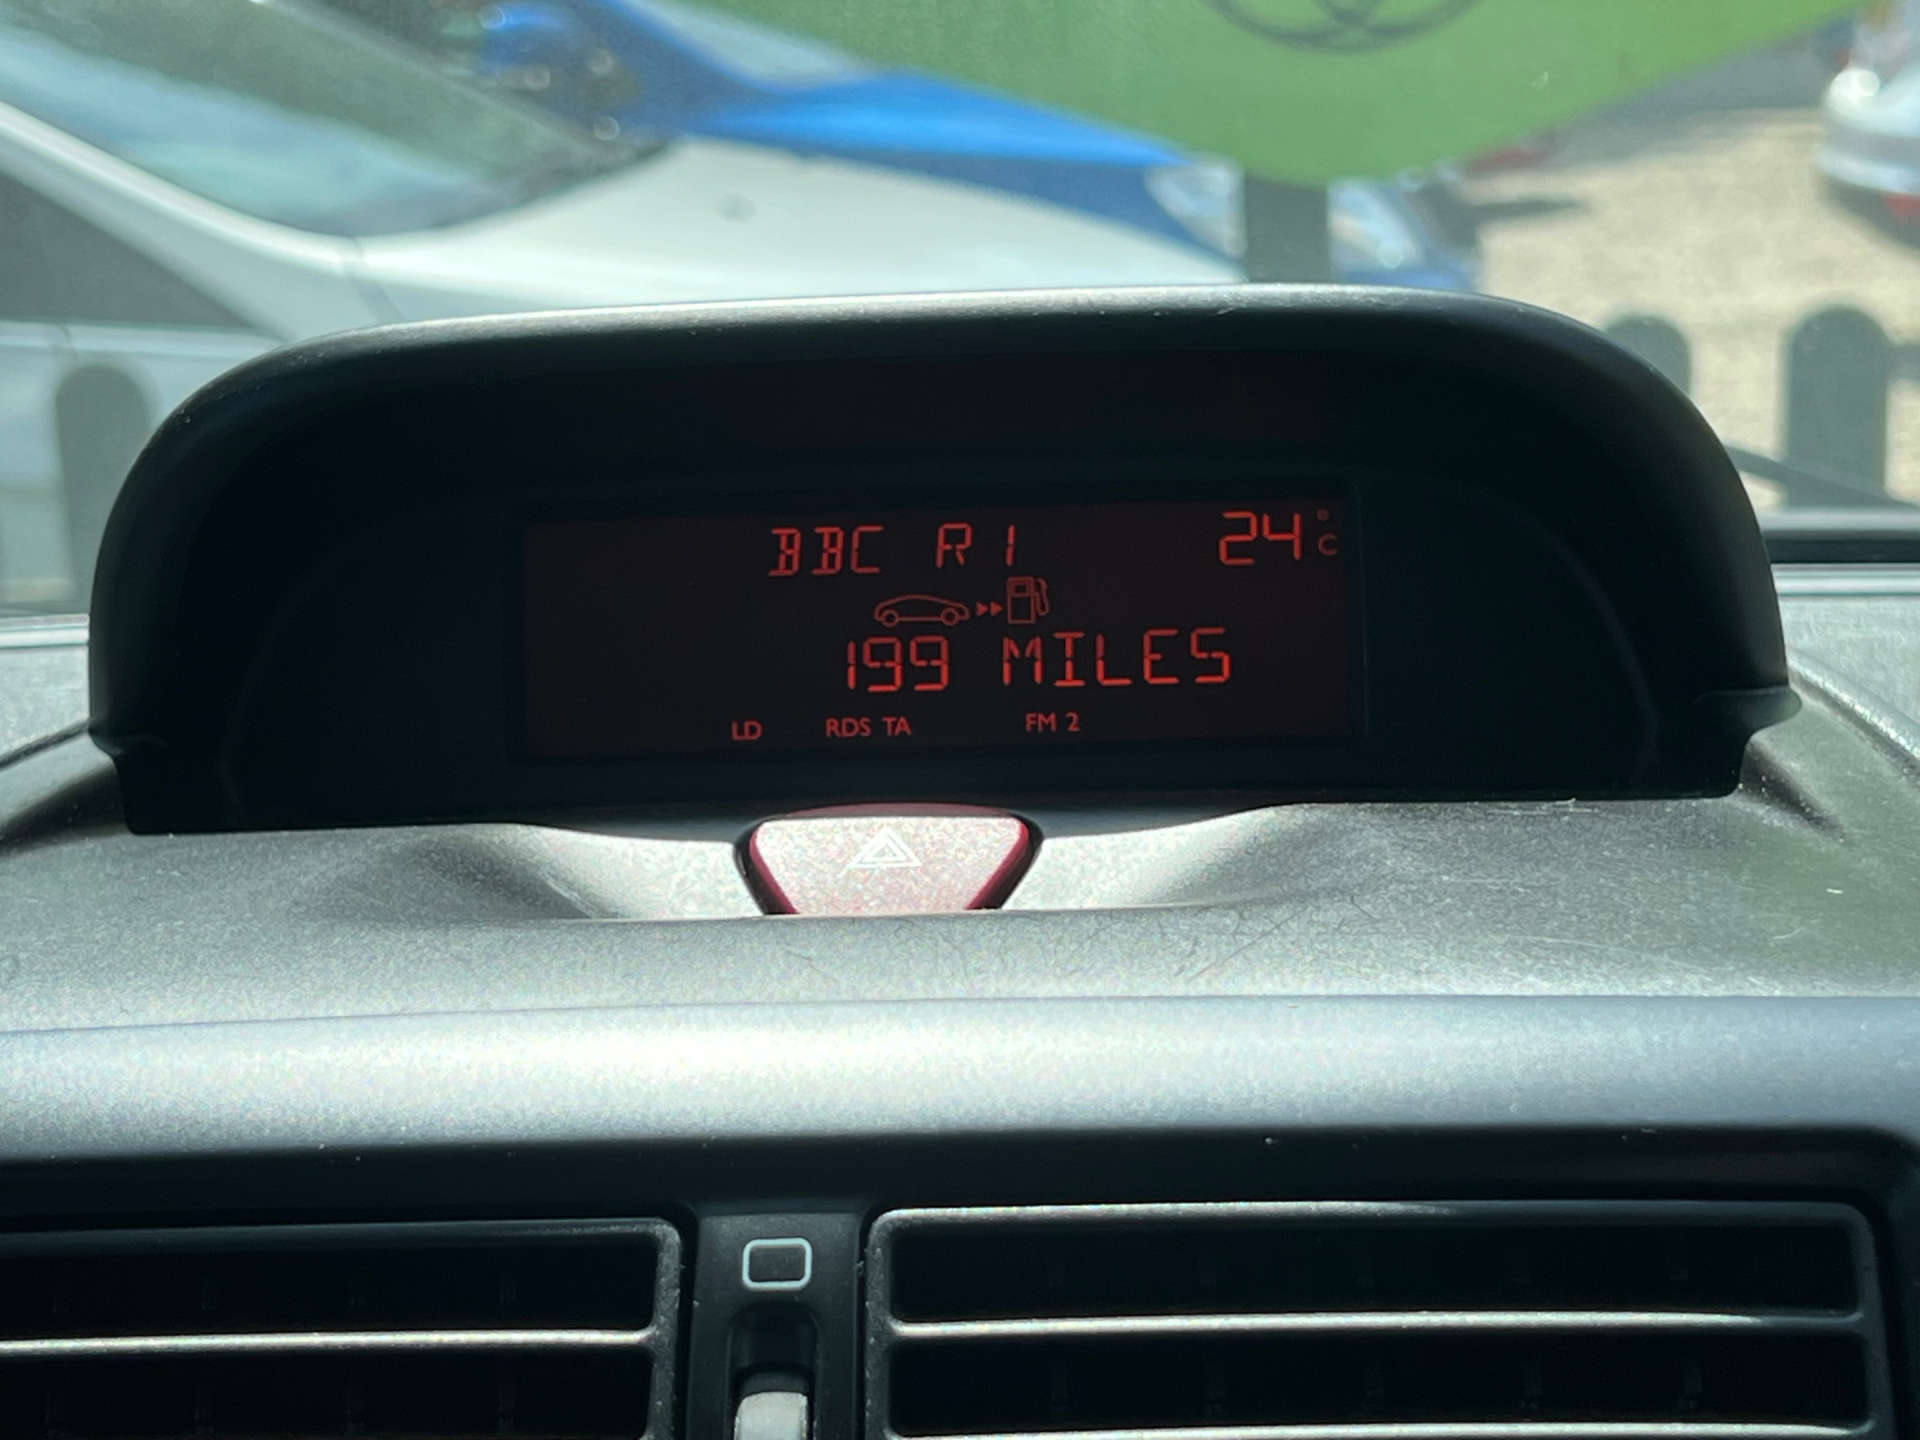 BBC R1 24°C
199 MILES
LD RDS TA FM 2